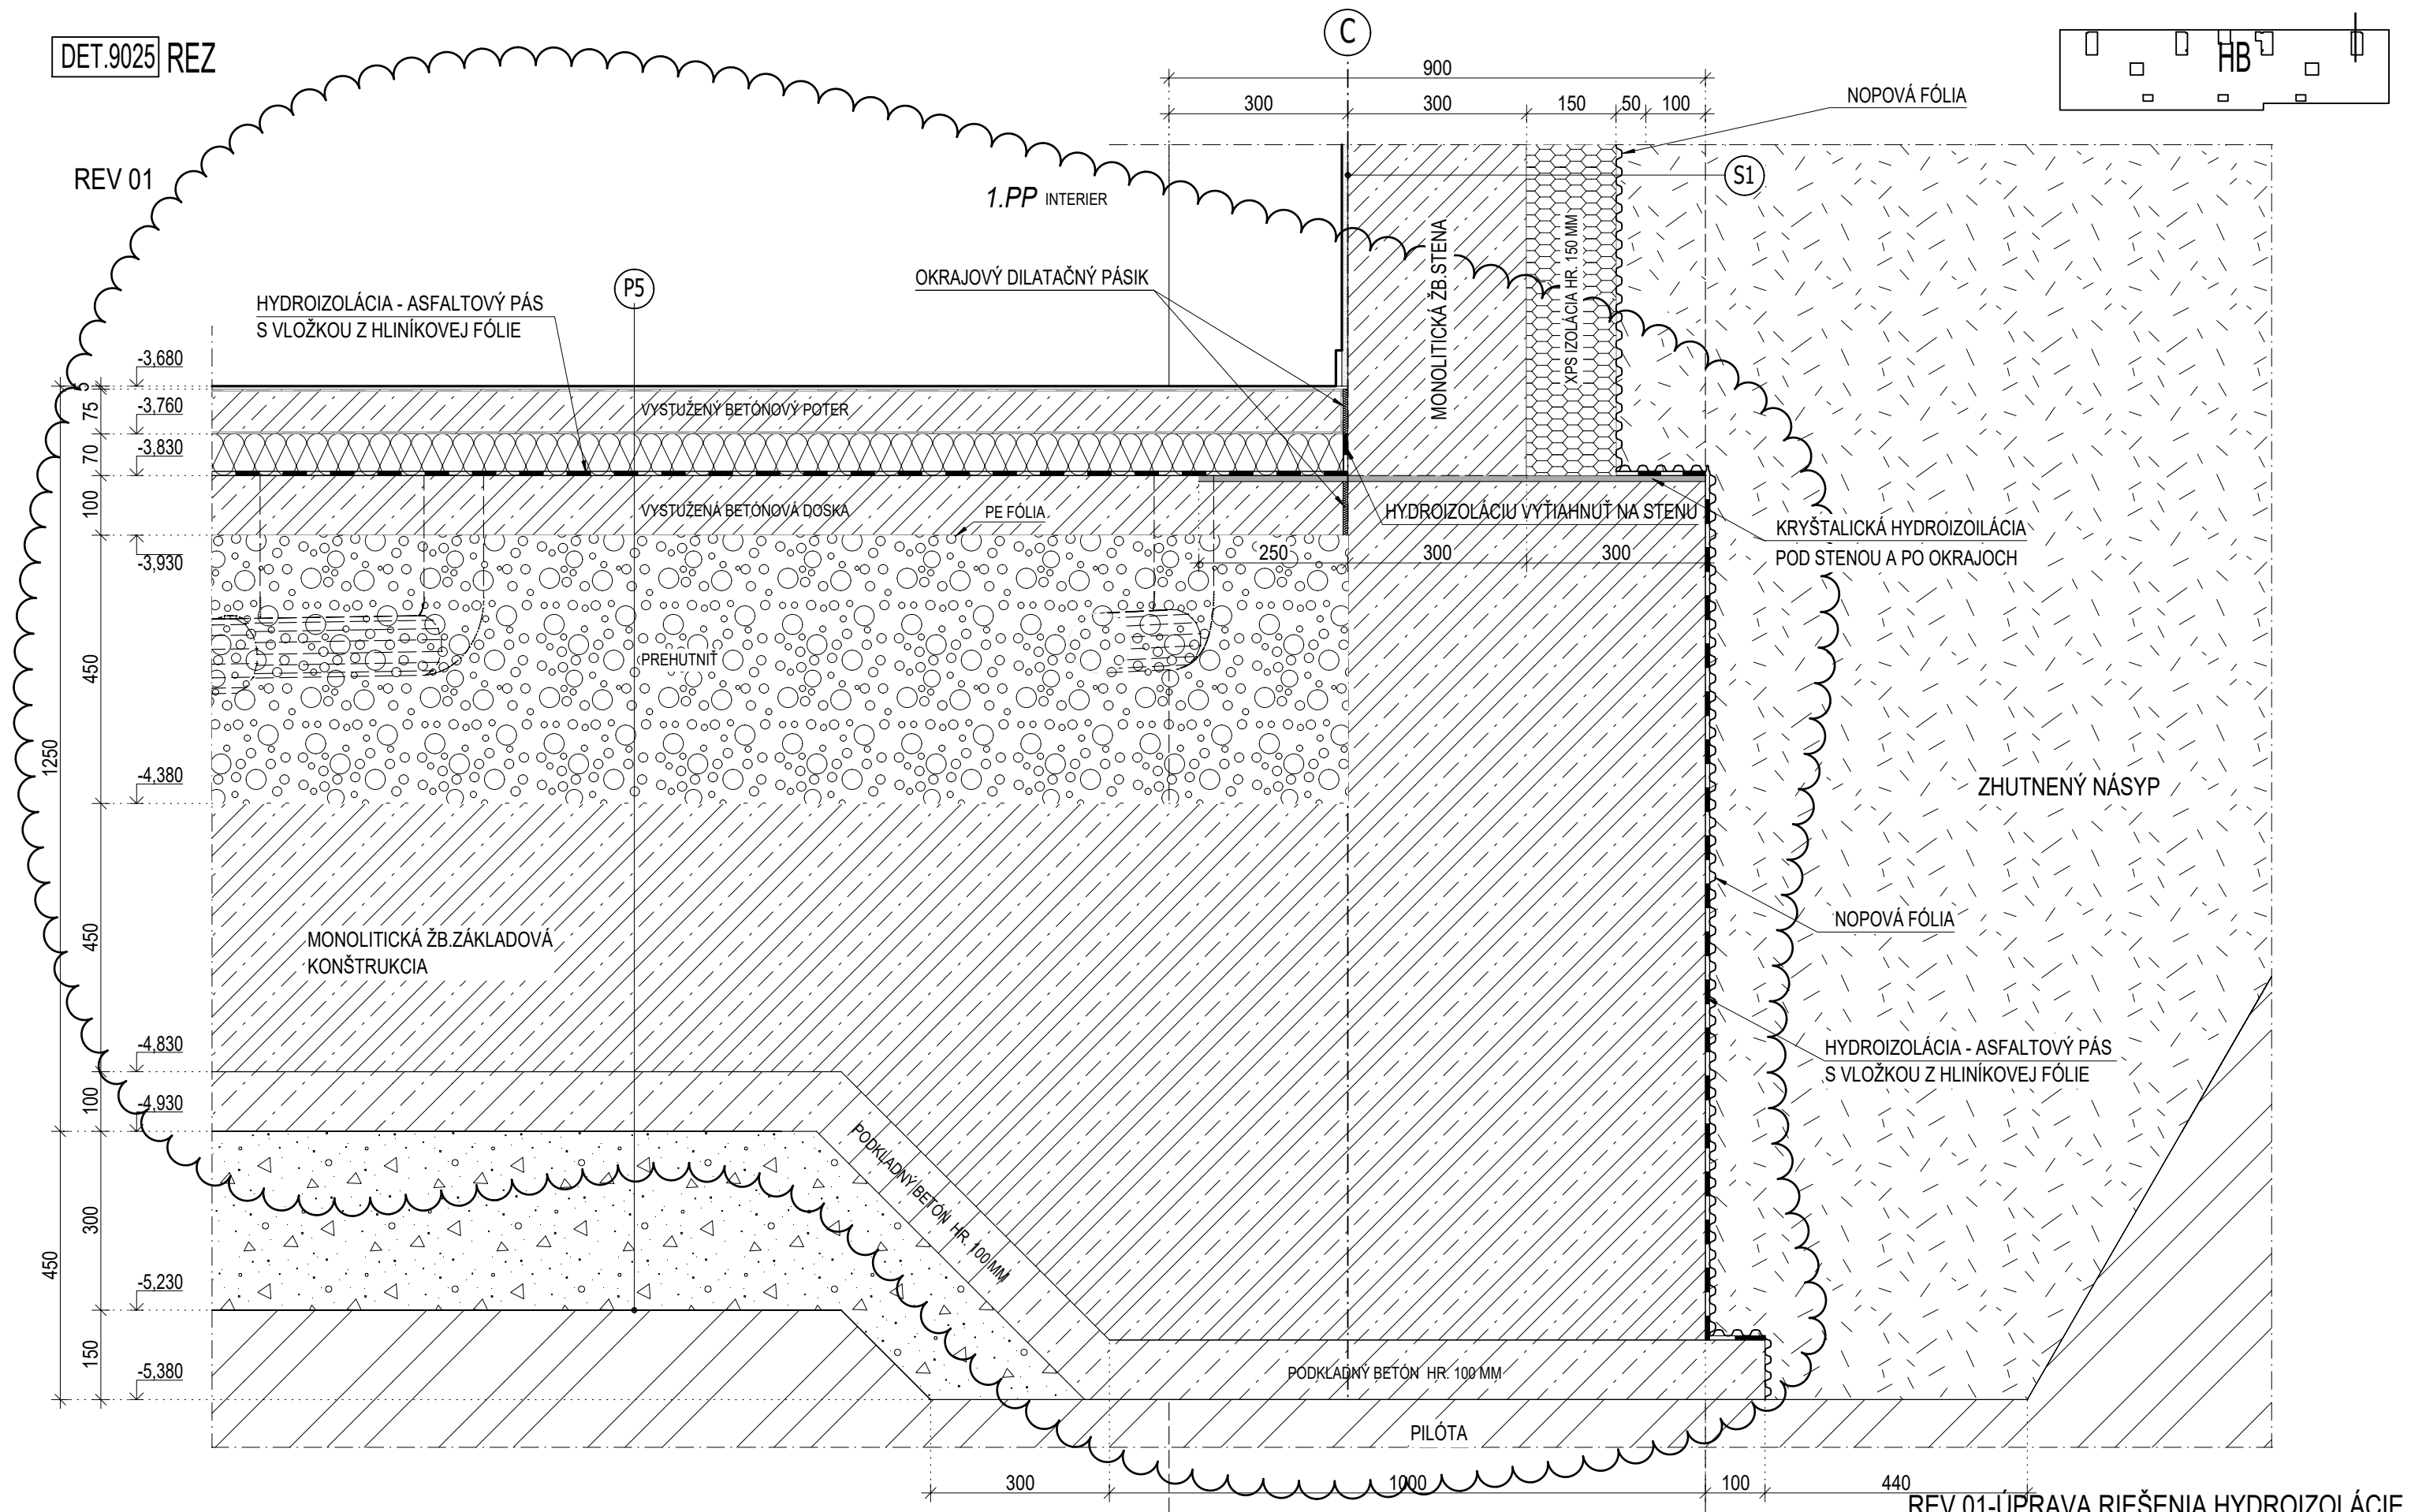 DET.9025 REZ
REV 01
C
900
300 300 150 50 100
NOPOVÁ FÓLIA
HB
S1
1.PP INTERIER
P5
OKRAJOVÝ DILATAČNÝ PÁSIK
HYDROIZOLÁCIA - ASFALTOVÝ PÁS
S VLOŽKOU Z HLINÍKOVEJ FÓLIE
MONOLITICKÁ ŽB.STENA
XPS IZOLÁCIA HR. 150 MM
-3,680
5
75
-3,760
VYSTUŽENÝ BETÓNOVÝ POTER
70
-3,830
100
VYSTUŽENÁ BETÓNOVÁ DOSKA
PE FÓLIA
HYDROIZOLÁCIU VYŤIAHNUŤ NA STENU
KRYŠTALICKÁ HYDROIZOILÁCIA
POD STENOU A PO OKRAJOCH
-3,930
250 300 300
450
PREHUTNIŤ
1250
-4,380
ZHUTNENÝ NÁSYP
450
MONOLITICKÁ ŽB.ZÁKLADOVÁ
KONŠTRUKCIA
NOPOVÁ FÓLIA
-4,830
HYDROIZOLÁCIA - ASFALTOVÝ PÁS
S VLOŽKOU Z HLINÍKOVEJ FÓLIE
100
-4,930
PODKLADNÝ BETÓN HR. 100 MM
300
450
-5,230
150
-5,380
PODKLADNÝ BETÓN HR. 100 MM
PILÓTA
300 1000 100 440
REV 01-ÚPRAVA RIEŠENIA HYDROIZOLÁCIE